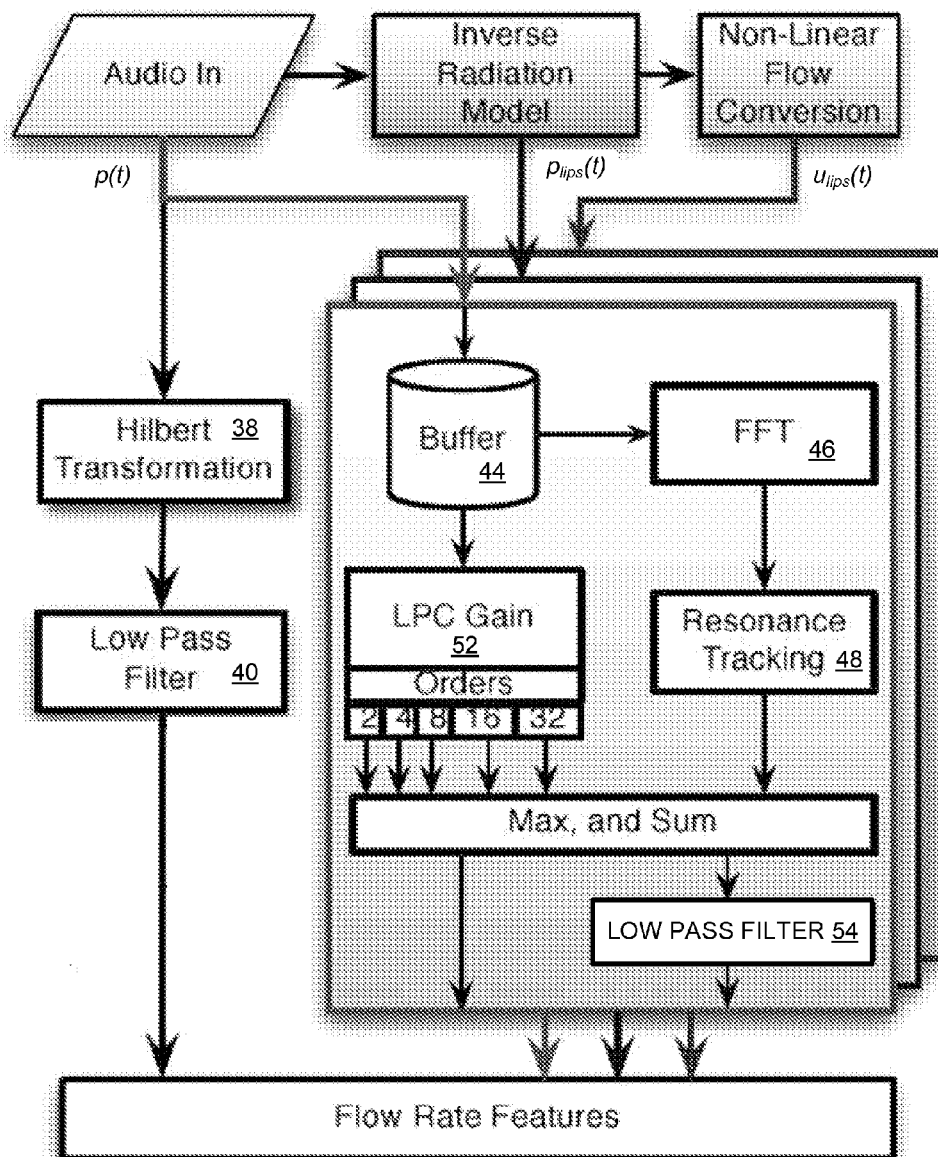 Audio In
Inverse
Radiation
Model
Non-Linear
Flow
Conversion
p(t)
plips(t)
ulips(t)
Hilbert 38
Transformation
Buffer
44
FFT
46
LPC Gain
52
Orders
2 4 8 16 32
Resonance
Tracking 48
Low Pass
Filter 40
Max, and Sum
LOW PASS FILTER 54
Flow Rate Features